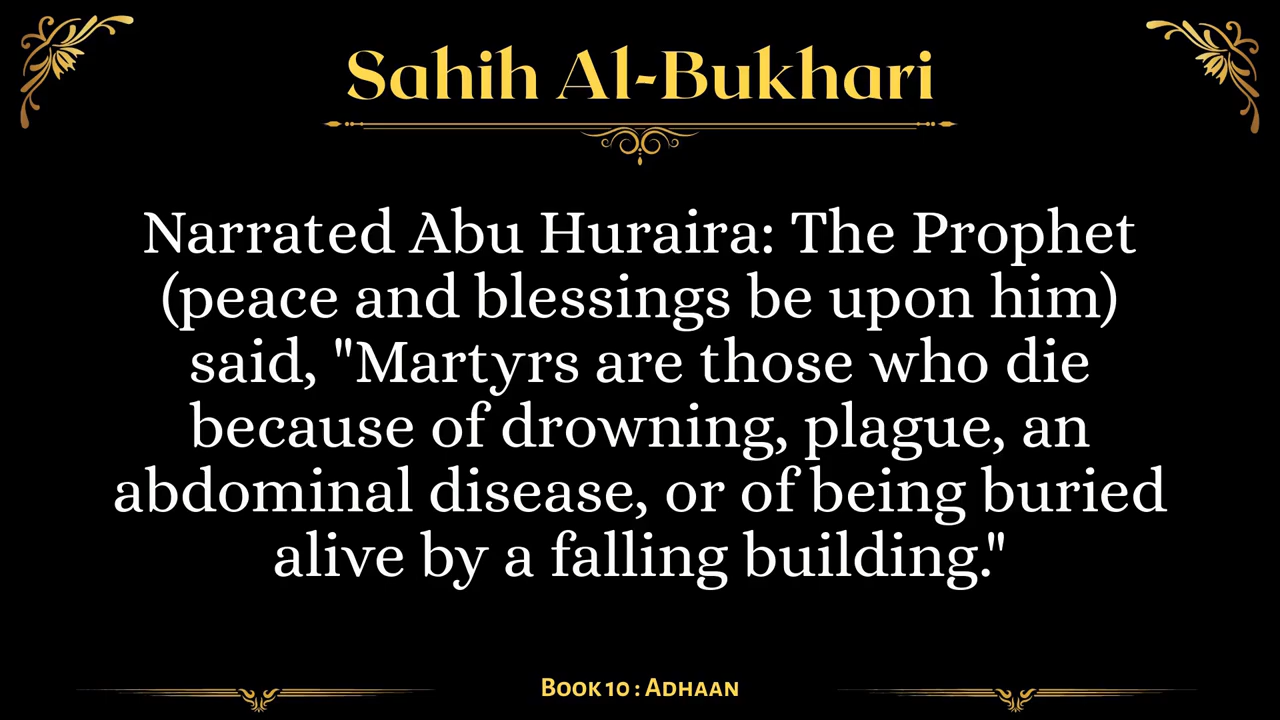 Sahih Al-Bukhari
Narrated Abu Huraira: The Prophet
(peace and blessings be upon him)
said, "Martyrs are those who die
because of drowning, plague, an
abdominal disease, or of being buried
alive by a falling building."
Book 10 : Adhaan